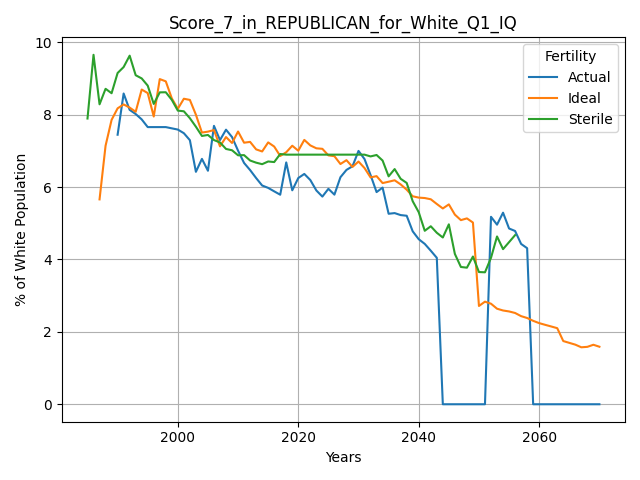 Score_7_in_REPUBLICAN_for_White_Q1_IQ
Fertility
Actual
Ideal
Sterile
% of White Population
10
8
6
4
2
0
2000 2020 2040 2060
Years